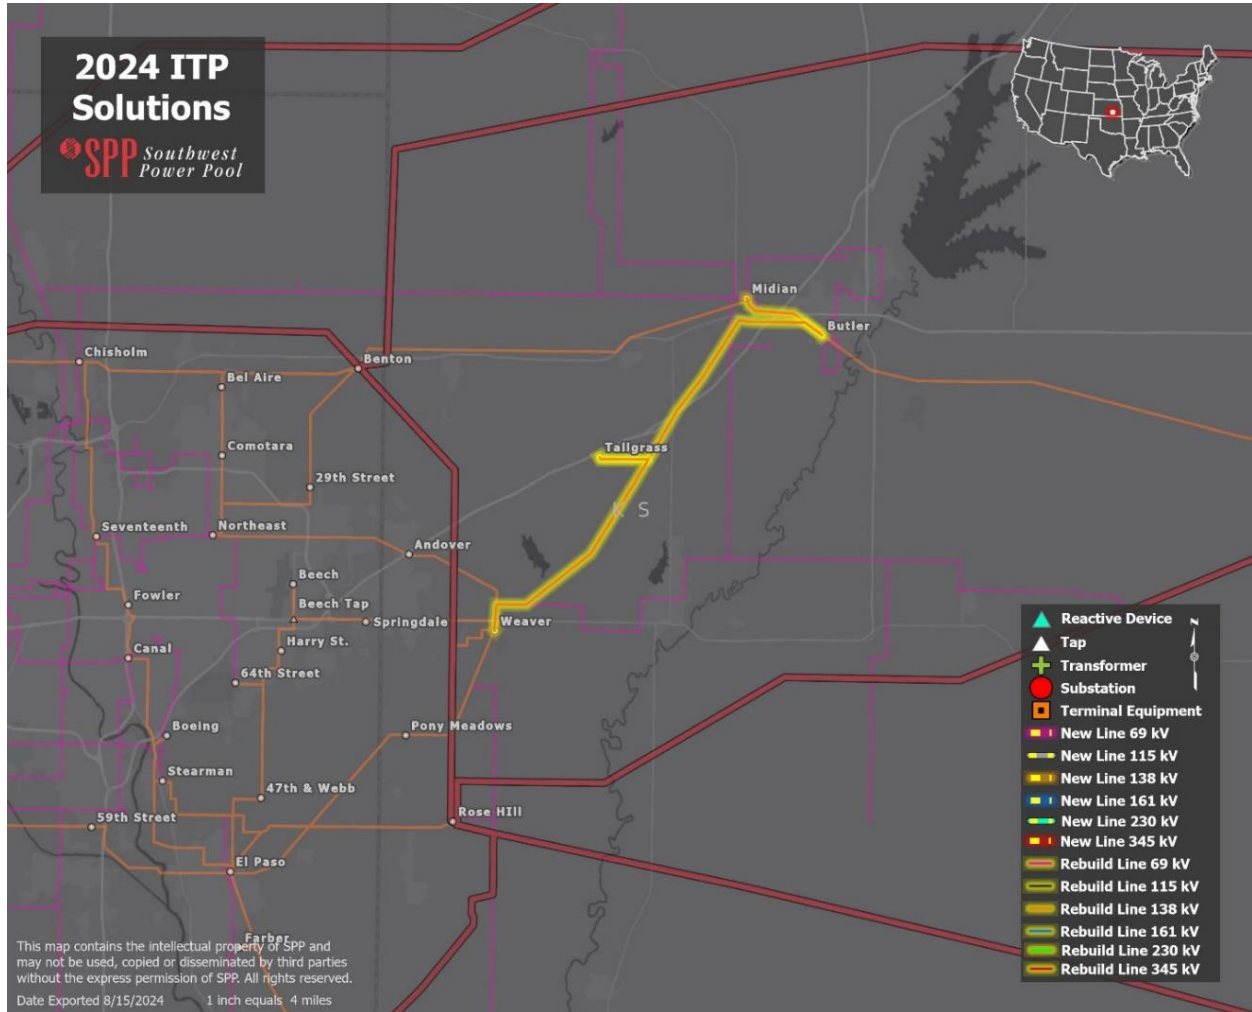 2024 ITP
Solutions
SPP Southwest
Power Pool
Midian
Butler
Chisholm
Benton
Bel Aire
Comotara
Tallgrass
29th Street
K S
Seventeenth
Northeast
Andover
Beech
Fowler
Beech Tap
Springdale
Weaver
Canal
Harry St.
64th Street
Boeing
Pony Meadows
Stearman
47th & Webb
59th Street
Rose HIll
El Paso
Farber
N
Reactive Device
Tap
Transformer
Substation
Terminal Equipment
New Line 69 kV
New Line 115 kV
New Line 138 kV
New Line 161 kV
New Line 230 kV
New Line 345 kV
Rebuild Line 69 kV
Rebuild Line 115 kV
Rebuild Line 138 kV
Rebuild Line 161 kV
Rebuild Line 230 kV
Rebuild Line 345 kV
This map contains the intellectual property of SPP and
may not be used, copied or disseminated by third parties
without the express permission of SPP. All rights reserved.
Date Exported 8/15/2024 1 inch equals 4 miles